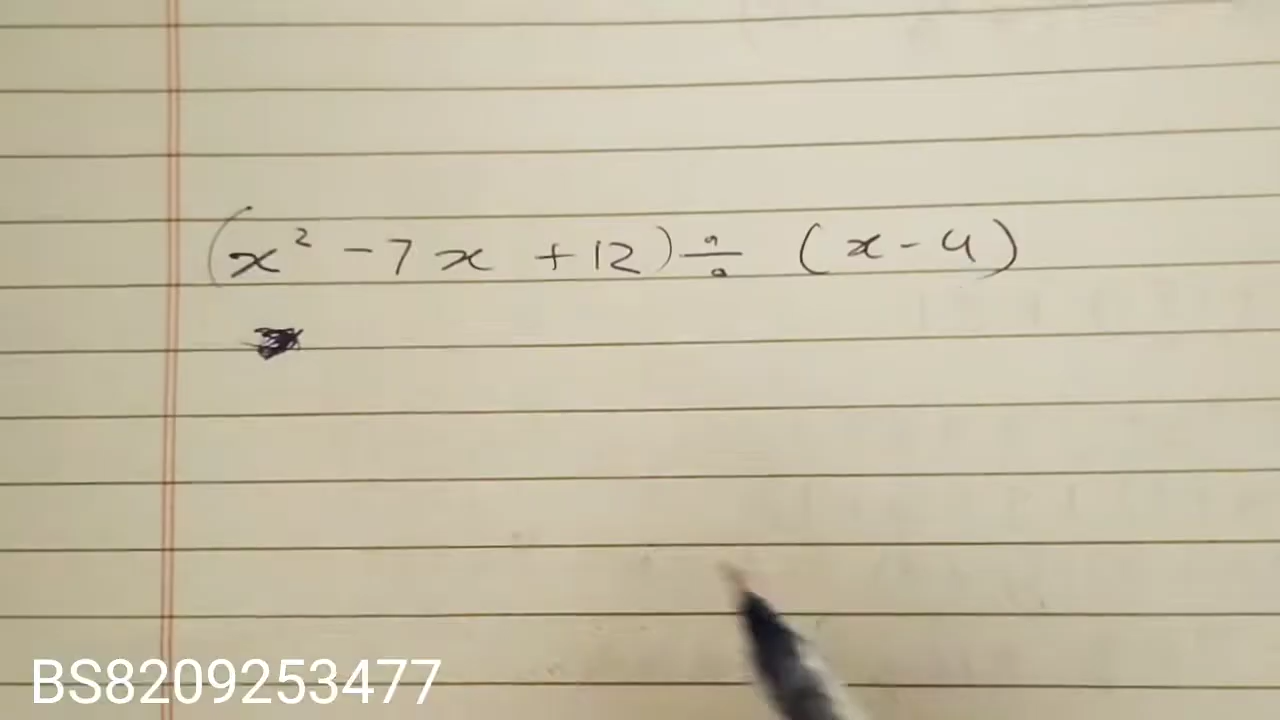 (x² - 7x + 12) ÷ (x - 4)
BS8209253477